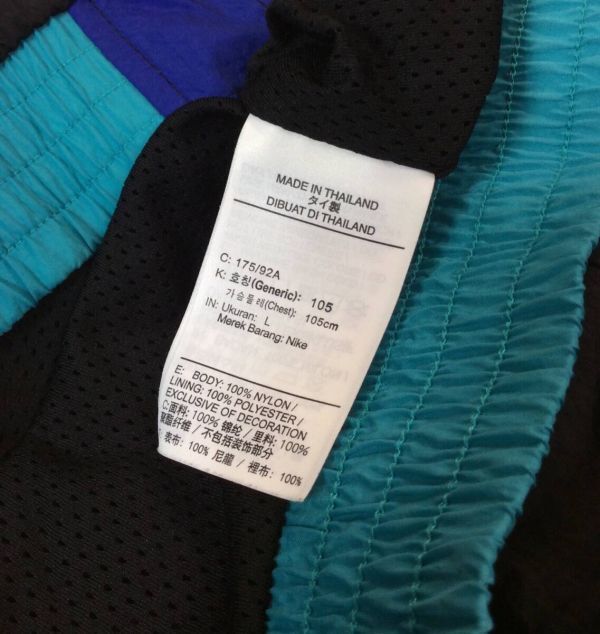 MADE IN THAILAND
タイ製
DIBUAT DI THAILAND
C: 175/92A
K: 호칭(Generic): 105
가슴둘레(Chest): 105cm
IN: Ukuran: L
Merek Barang: Nike
E: BODY: 100% NYLON /
LINING: 100% POLYESTER /
EXCLUSIVE OF DECORATION
C:面料: 100% 锦纶 / 里料: 100%
聚酯纤维 / 不包括装饰部分
: 表布: 100% 尼龍 / 裡布: 100%